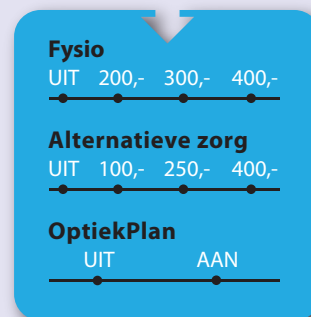 Fysio
UIT 200,- 300,- 400,-
Alternatieve zorg
UIT 100,- 250,- 400,-
OptiekPlan
UIT AAN